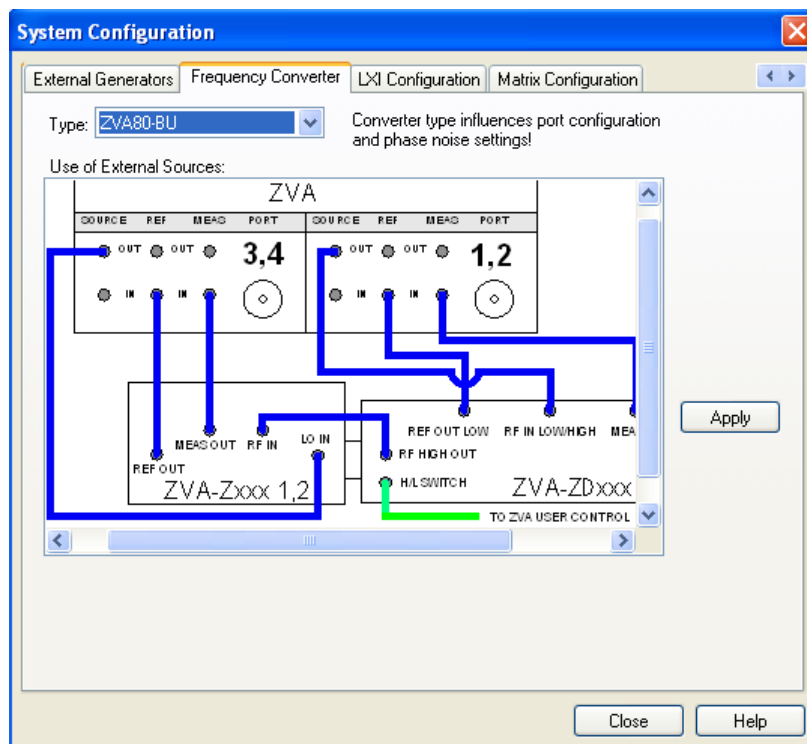 System Configuration
External Generators Frequency Converter LXI Configuration Matrix Configuration
Type: ZVA80-BU
Converter type influences port configuration
and phase noise settings!
Use of External Sources:
ZVA
SOURCE REF MEAS PORT SOURCE REF MEAS PORT
OUT OUT 3,4 OUT OUT 1,2
IN IN IN IN
REF OUT LOW RF IN LOW/HIGH MEA
MEAS OUT RF IN LO IN
REF OUT
RF HIGH OUT
H/L SWITCH
ZVA-Zxxx 1,2 ZVA-ZDxxx
TO ZVA USER CONTROL
Apply
Close Help